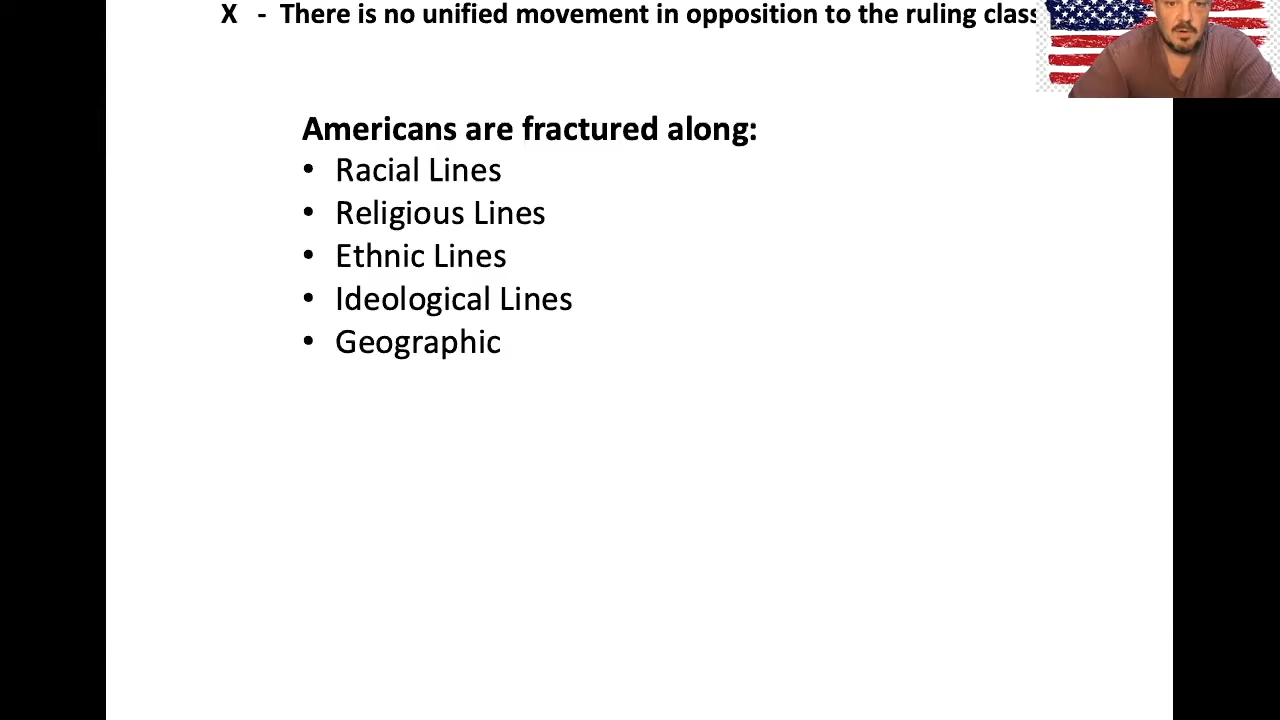 X - There is no unified movement in opposition to the ruling class
Americans are fractured along:
• Racial Lines
• Religious Lines
• Ethnic Lines
• Ideological Lines
• Geographic